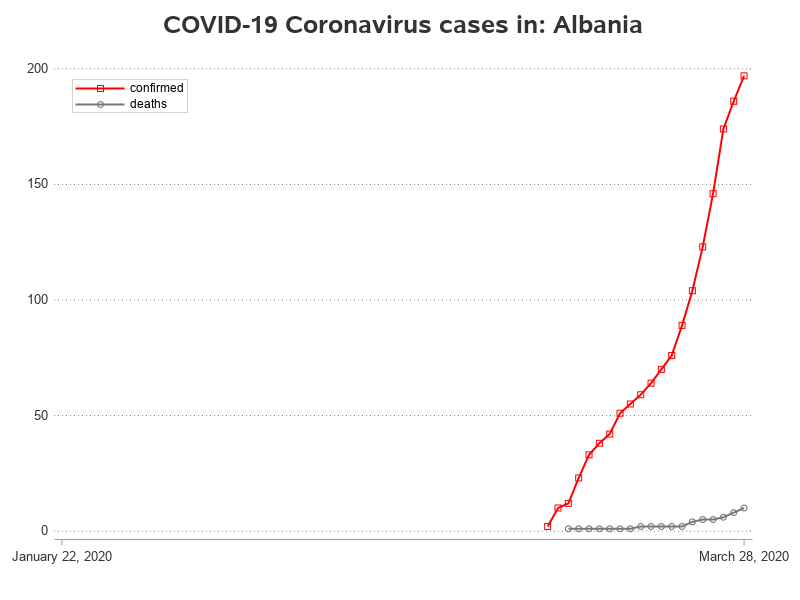 COVID-19 Coronavirus cases in: Albania
200
confirmed
deaths
150
100
50
0
January 22, 2020
March 28, 2020